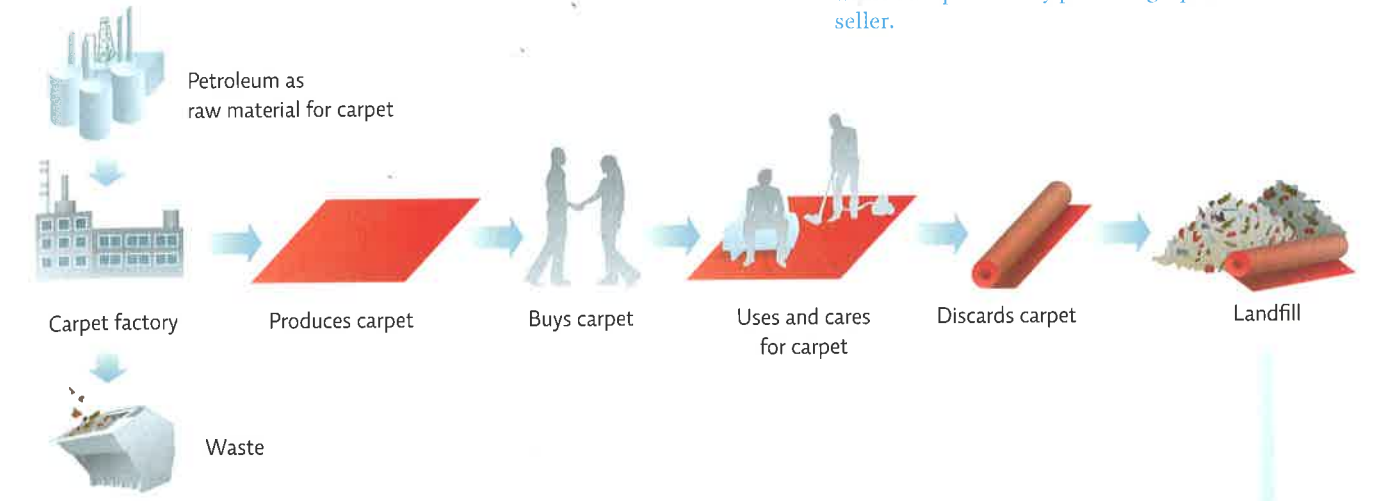 seller.
Petroleum as
raw material for carpet
Carpet factory
Produces carpet
Buys carpet
Uses and cares
for carpet
Discards carpet
Landfill
Waste